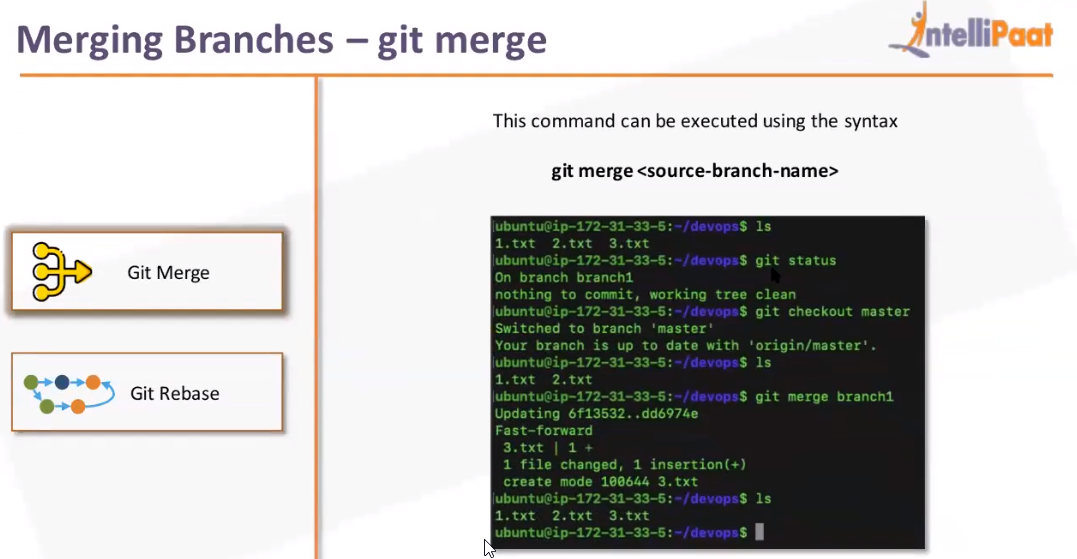 Merging Branches – git merge
IntelliPaat
This command can be executed using the syntax
git merge <source-branch-name>
Git Merge
Git Rebase
ubuntu@ip-172-31-33-5:~/devops$ ls
1.txt  2.txt  3.txt
ubuntu@ip-172-31-33-5:~/devops$ git status
On branch branch1
nothing to commit, working tree clean
ubuntu@ip-172-31-33-5:~/devops$ git checkout master
Switched to branch 'master'
Your branch is up to date with 'origin/master'.
ubuntu@ip-172-31-33-5:~/devops$ ls
1.txt  2.txt
ubuntu@ip-172-31-33-5:~/devops$ git merge branch1
Updating 6f13532..dd6974e
Fast-forward
 3.txt | 1 +
 1 file changed, 1 insertion(+)
 create mode 100644 3.txt
ubuntu@ip-172-31-33-5:~/devops$ ls
1.txt  2.txt  3.txt
ubuntu@ip-172-31-33-5:~/devops$